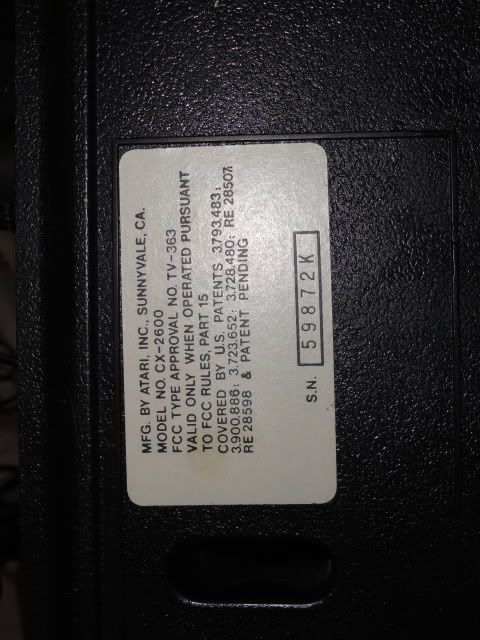 MFG. BY ATARI, INC., SUNNYVALE, CA.
MODEL NO. CX-2600
FCC TYPE APPROVAL NO. TV-363
VALID ONLY WHEN OPERATED PURSUANT
TO FCC RULES, PART 15
COVERED BY U.S. PATENTS 3,793,483;
3,900,886; 3,723,652; 3,728,480; RE 28507;
RE 28598 & PATENT PENDING
S.N. 59872K